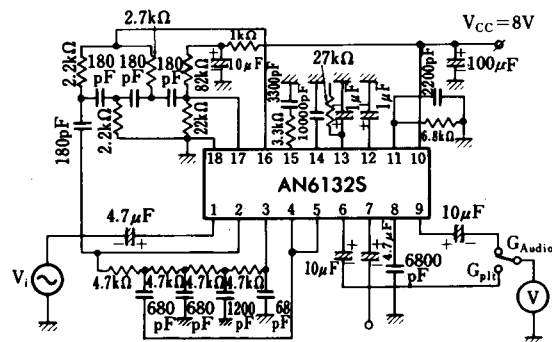 2.7kΩ
1kΩ
V_CC=8V
2.2kΩ
180 pF
180 pF
180 pF
82kΩ
10μF
3300pF
27kΩ
1μF
1μF
2200pF
100μF
180pF
2.2kΩ
22kΩ
3.3kΩ
10000pF
6.8kΩ
18 17 16 15 14 13 12 11 10
AN6132S
1 2 3 4 5 6 7 8 9
4.7μF
10μF
G_Audio
G_plt
V_i
4.7kΩ
4.7kΩ
4.7kΩ
4.7kΩ
10μF
4.7μF
6800 pF
V
680 pF
680 pF
1200 pF
68 pF